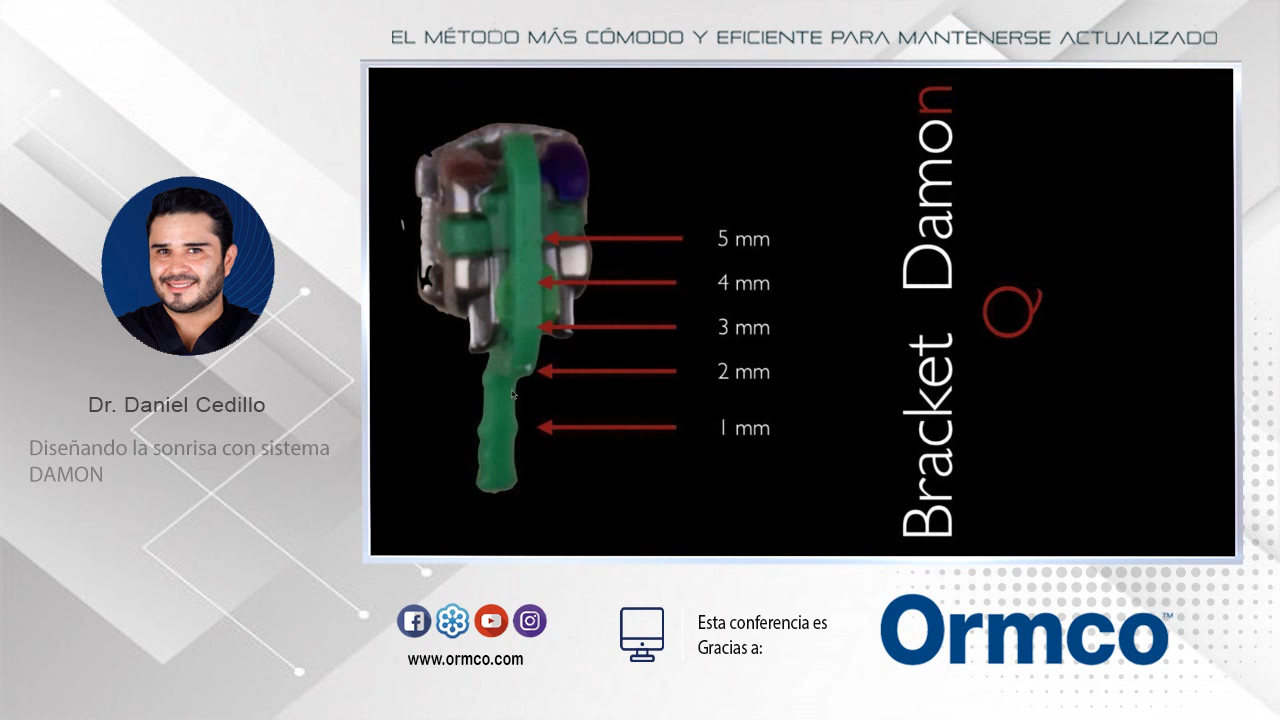 EL MÉTODO MÁS CÓMODO Y EFICIENTE PARA MANTENERSE ACTUALIZADO
5 mm
4 mm
3 mm
2 mm
1 mm
Bracket Damon
Q
Dr. Daniel Cedillo
Diseñando la sonrisa con sistema
DAMON
www.ormco.com
Esta conferencia es
Gracias a:
Ormco™